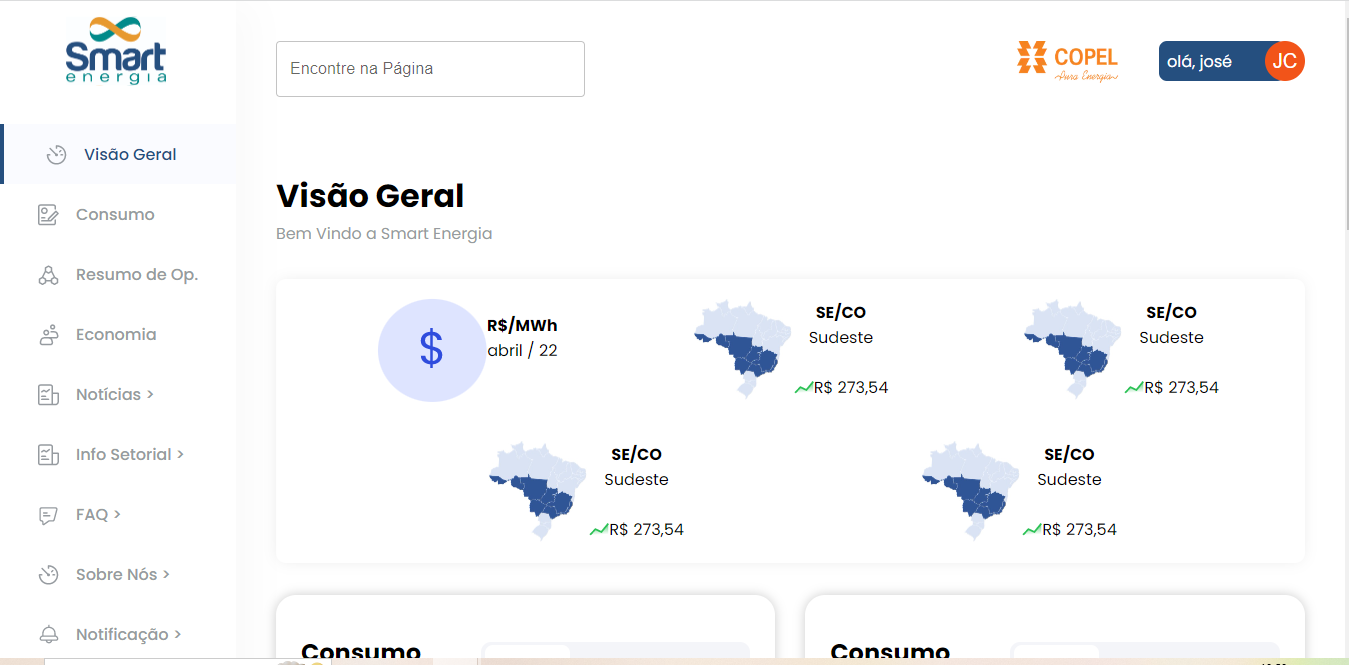 Smart
energia
Encontre na Página
COPEL
Pura Energia
olá, josé
JC
Visão Geral
Consumo
Resumo de Op.
Economia
Notícias >
Info Setorial >
FAQ >
Sobre Nós >
Notificação >
Visão Geral
Bem Vindo a Smart Energia
$
R$/MWh
abril / 22
SE/CO
Sudeste
R$ 273,54
SE/CO
Sudeste
R$ 273,54
SE/CO
Sudeste
R$ 273,54
SE/CO
Sudeste
R$ 273,54
Consumo
Consumo